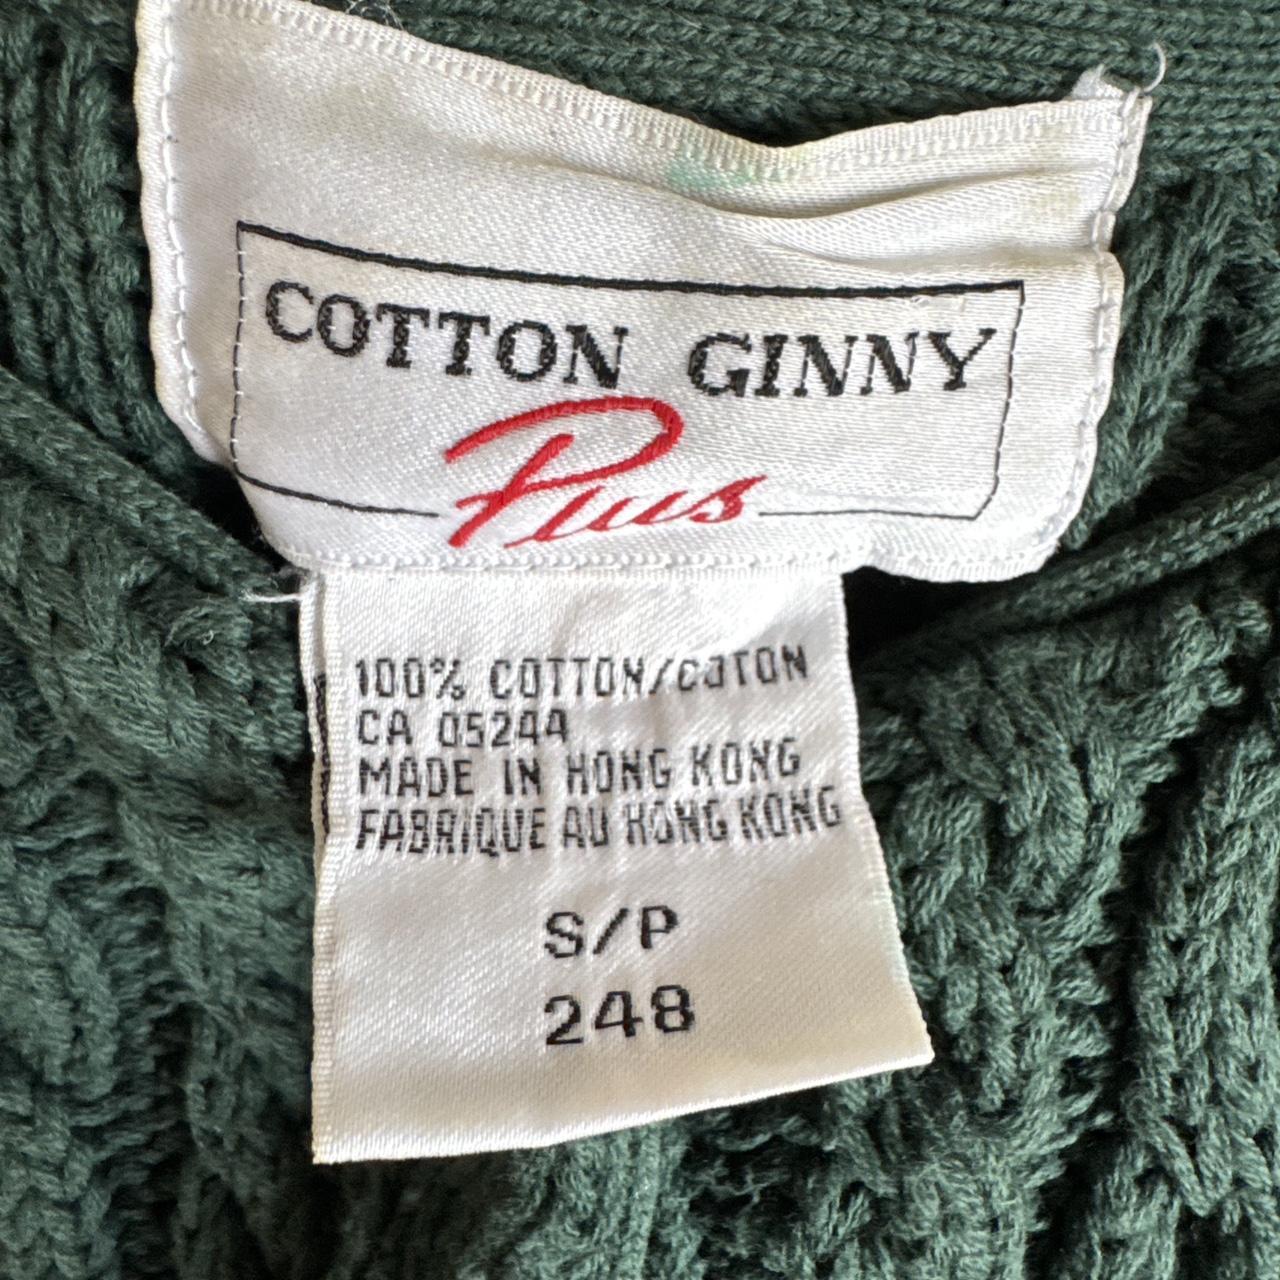 COTTON GINNY
Plus
100% COTTON/COTON
CA 05244
MADE IN HONG KONG
FABRIQUE AU HONG KONG
S/P
248